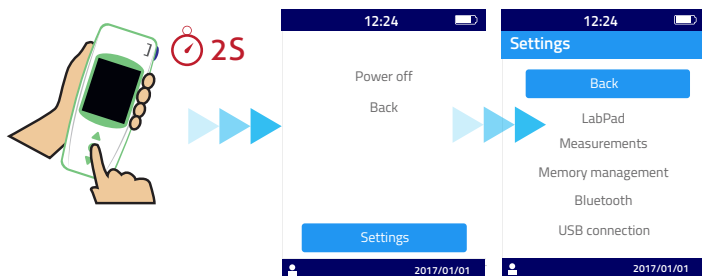 2S
12:24
Power off
Back
Settings
2017/01/01
12:24
Settings
Back
LabPad
Measurements
Memory management
Bluetooth
USB connection
2017/01/01